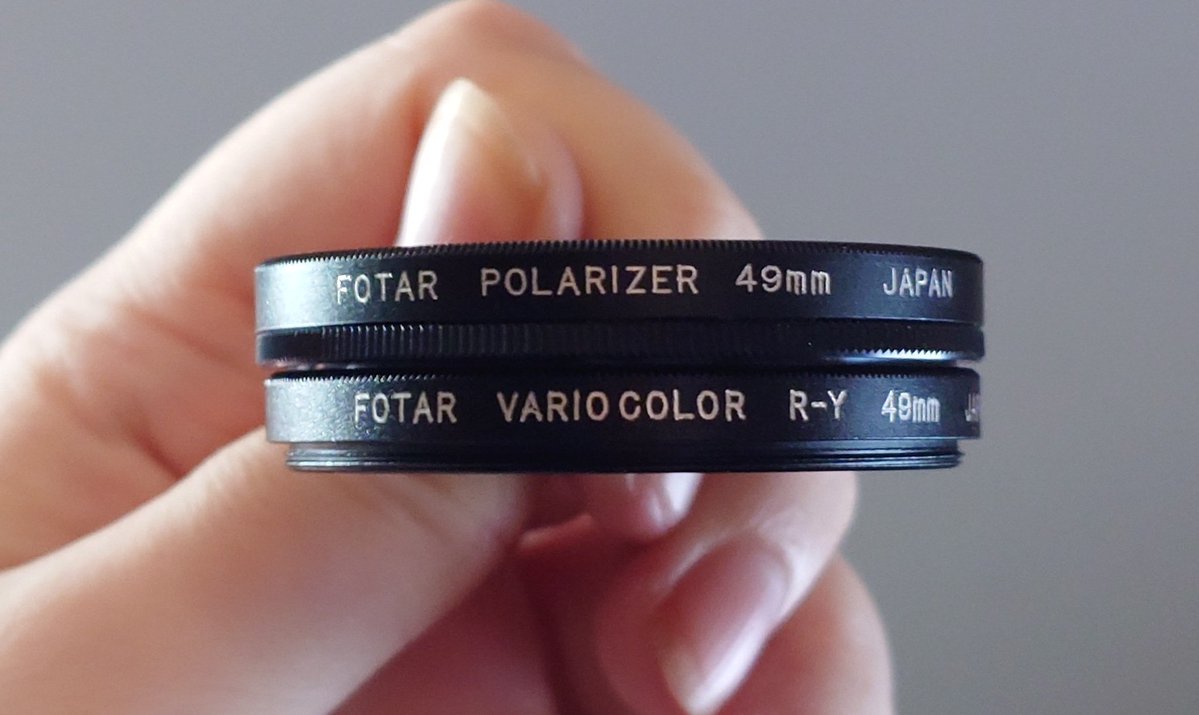 FOTAR POLARIZER 49mm JAPAN
FOTAR VARIO COLOR R-Y 49mm